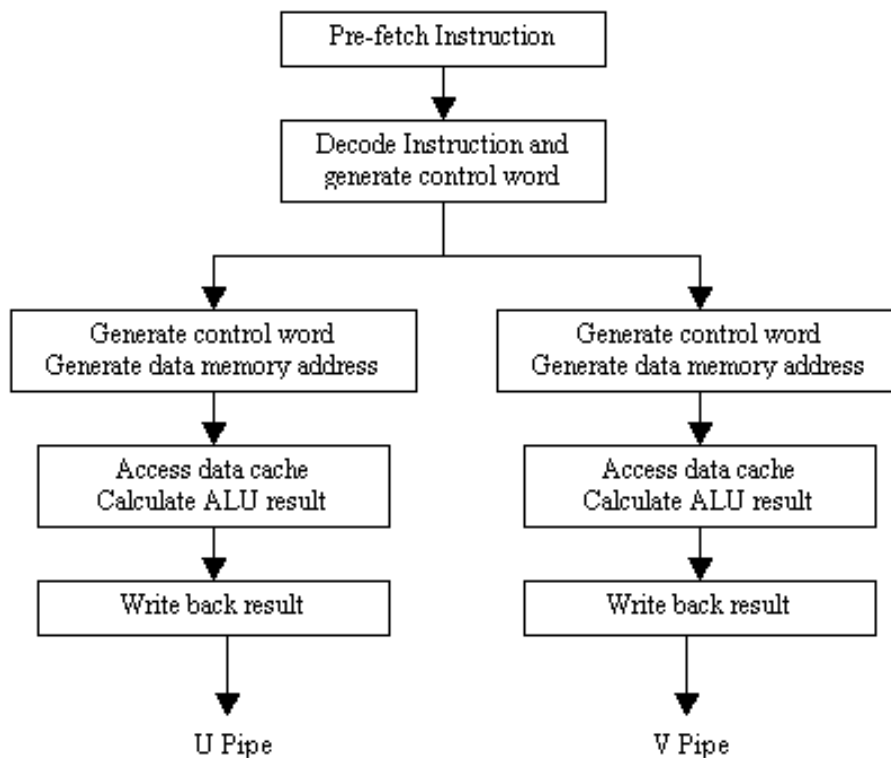 Pre-fetch Instruction
Decode Instruction and
generate control word
Generate control word
Generate data memory address
Generate control word
Generate data memory address
Access data cache
Calculate ALU result
Access data cache
Calculate ALU result
Write back result
Write back result
U Pipe
V Pipe